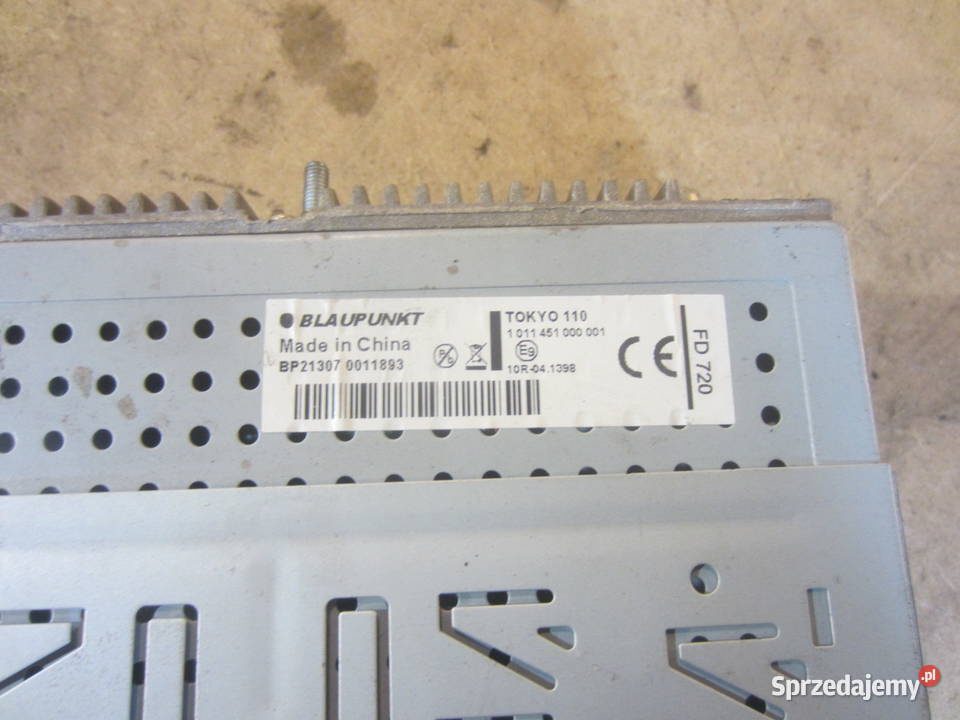 BLAUPUNKT
Made in China
BP21307 0011893
TOKYO 110
1 011 451 000 001
E9
10R-04.1398
CE
FD 720
Sprzedajemy.pl